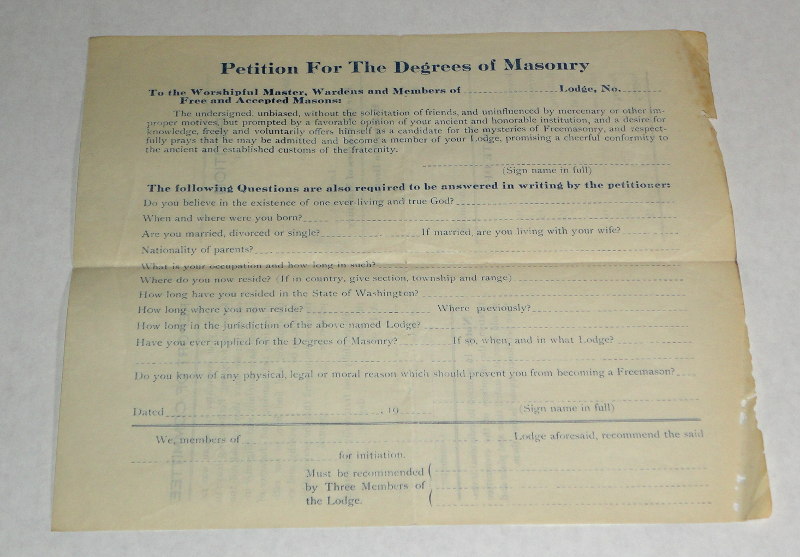 Petition For The Degrees of Masonry
To the Worshipful Master, Wardens and Members of Lodge, No.
Free and Accepted Masons:
The undersigned, unbiased, without the solicitation of friends, and uninfluenced by mercenary or other im-
proper motives, but prompted by a favorable opinion of your ancient and honorable institution, and a desire for
knowledge, freely and voluntarily offers himself as a candidate for the mysteries of Freemasonry, and respect-
fully prays that he may be admitted and become a member of your Lodge, promising a cheerful conformity to
the ancient and established customs of the fraternity.
(Sign name in full)
The following Questions are also required to be answered in writing by the petitioner:
Do you believe in the existence of one ever-living and true God?
When and where were you born?
Are you married, divorced or single? If married, are you living with your wife?
Nationality of parents?
What is your occupation and how long in such?
Where do you now reside? (If in country, give section, township and range)
How long have you resided in the State of Washington?
How long where you now reside? Where previously?
How long in the jurisdiction of the above named Lodge?
Have you ever applied for the Degrees of Masonry? If so, when, and in what Lodge?
Do you know of any physical, legal or moral reason which should prevent you from becoming a Freemason?
Dated , 19
(Sign name in full)
We, members of Lodge aforesaid, recommend the said
for initiation.
Must be recommended (
by Three Members of (
the Lodge. (